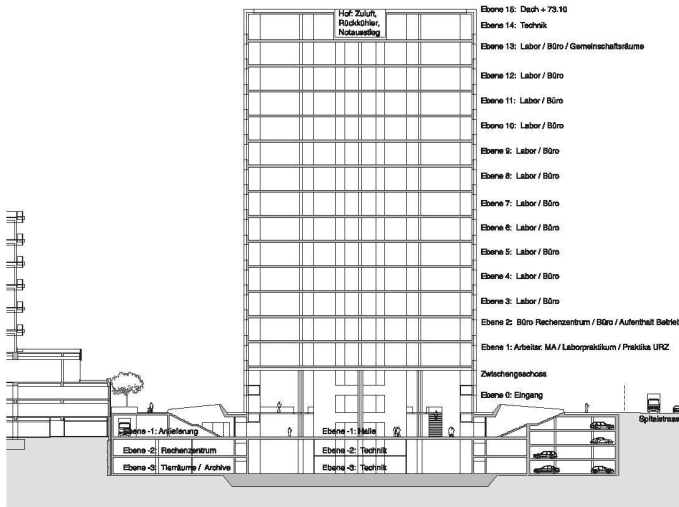 Hof: Zuluft,
Rückkühler,
Notausstieg
Ebene 15: Dach + 73.10
Ebene 14: Technik
Ebene 13: Labor / Büro / Gemeinschaftsräume
Ebene 12: Labor / Büro
Ebene 11: Labor / Büro
Ebene 10: Labor / Büro
Ebene 9: Labor / Büro
Ebene 8: Labor / Büro
Ebene 7: Labor / Büro
Ebene 6: Labor / Büro
Ebene 5: Labor / Büro
Ebene 4: Labor / Büro
Ebene 3: Labor / Büro
Ebene 2: Büro Rechenzentrum / Büro / Aufenthalt Betrieb
Ebene 1: Arbeitsr. MA / Laborpraktikum / Praktika URZ
Zwischengeschoss
Ebene 0: Eingang
Spitalstrasse
Ebene -1: Anlieferung
Ebene -1: Halle
Ebene -2: Rechenzentrum
Ebene -2: Technik
Ebene -3: Tierräume / Archive
Ebene -3: Technik